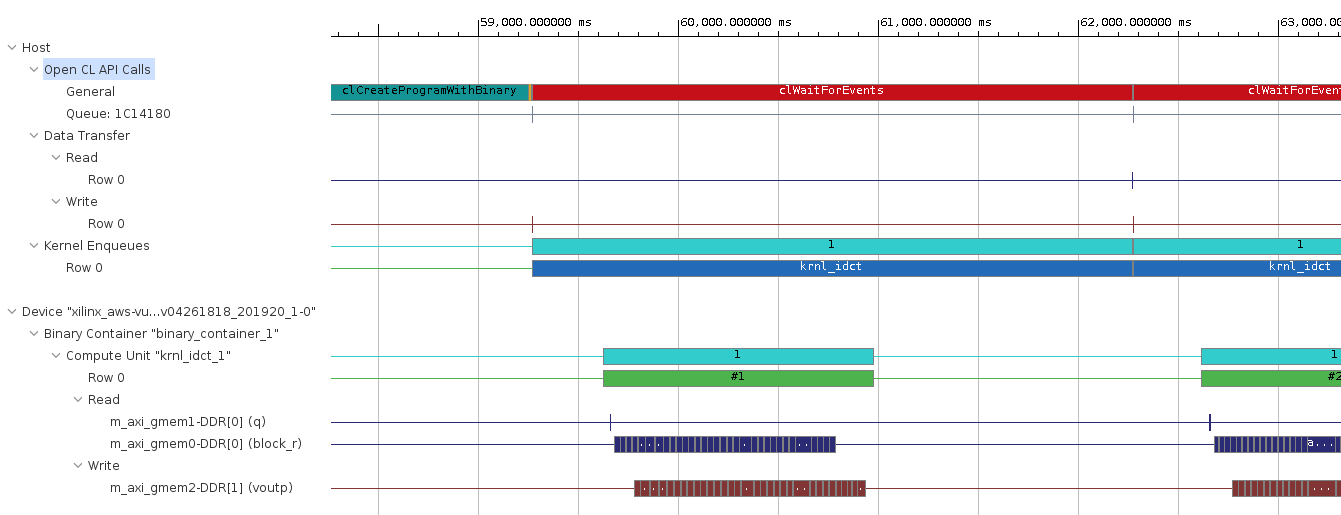 59,000.000000 ms 60,000.000000 ms 61,000.000000 ms 62,000.000000 ms 63,000.0
Host
Open CL API Calls
General clCreateProgramWithBinary clWaitForEvents clWaitForEven
Queue: 1C14180
Data Transfer
Read
Row 0
Write
Row 0
Kernel Enqueues 1 1
Row 0 krnl_idct krnl_idct
Device "xilinx_aws-vu...v04261818_201920_1-0"
Binary Container "binary_container_1"
Compute Unit "krnl_idct_1" 1 1
Row 0 #1 #2
Read
m_axi_gmem1-DDR[0] (q)
m_axi_gmem0-DDR[0] (block_r) a...
Write
m_axi_gmem2-DDR[1] (voutp)